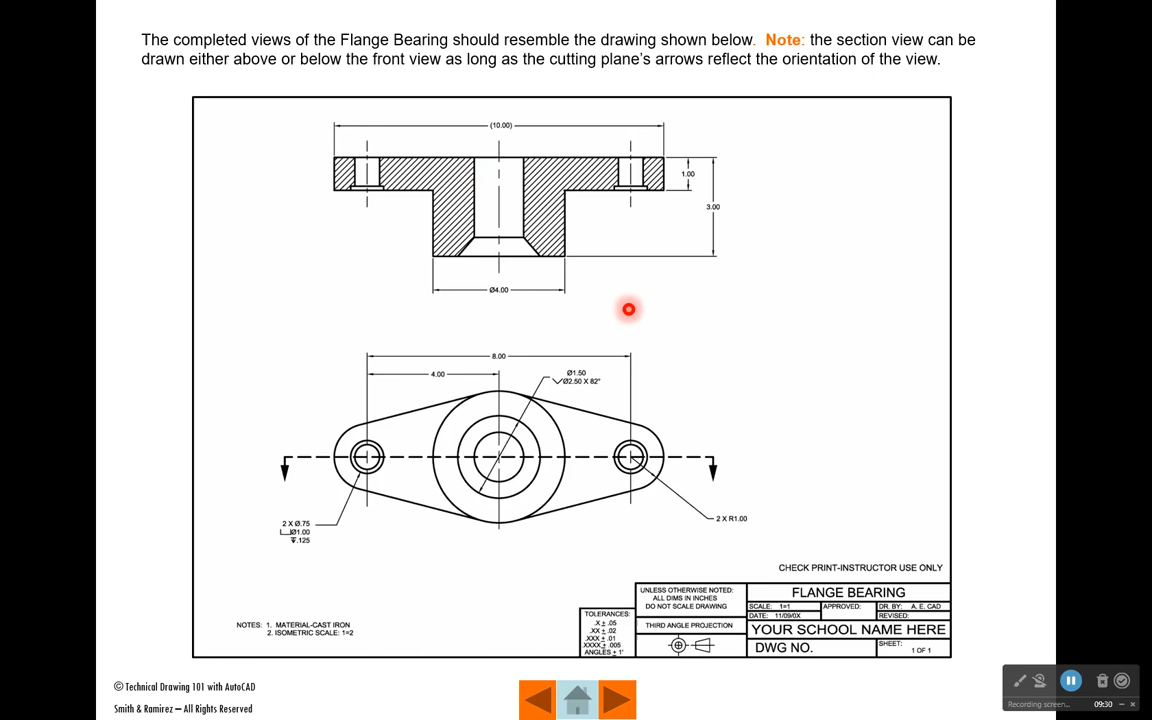 The completed views of the Flange Bearing should resemble the drawing shown below. Note: the section view can be
drawn either above or below the front view as long as the cutting plane's arrows reflect the orientation of the view.
(10.00)
1.00
3.00
Ø4.00
8.00
4.00
Ø1.50
Ø2.50 X 82°
2 X Ø.75
Ø1.00
.125
2 X R1.00
CHECK PRINT-INSTRUCTOR USE ONLY
NOTES: 1. MATERIAL-CAST IRON
2. ISOMETRIC SCALE: 1=2
TOLERANCES:
.X ± .05
.XX ± .02
.XXX ± .01
.XXXX ± .005
ANGLES ± 1°
UNLESS OTHERWISE NOTED:
ALL DIMS IN INCHES
DO NOT SCALE DRAWING
THIRD ANGLE PROJECTION
FLANGE BEARING
SCALE: 1=1 APPROVED: DR. BY: A. E. CAD
DATE: 11/09/0X REVISED:
YOUR SCHOOL NAME HERE
DWG NO. SHEET: 1 OF 1
© Technical Drawing 101 with AutoCAD
Smith & Ramirez – All Rights Reserved
Recording screen... 09:30